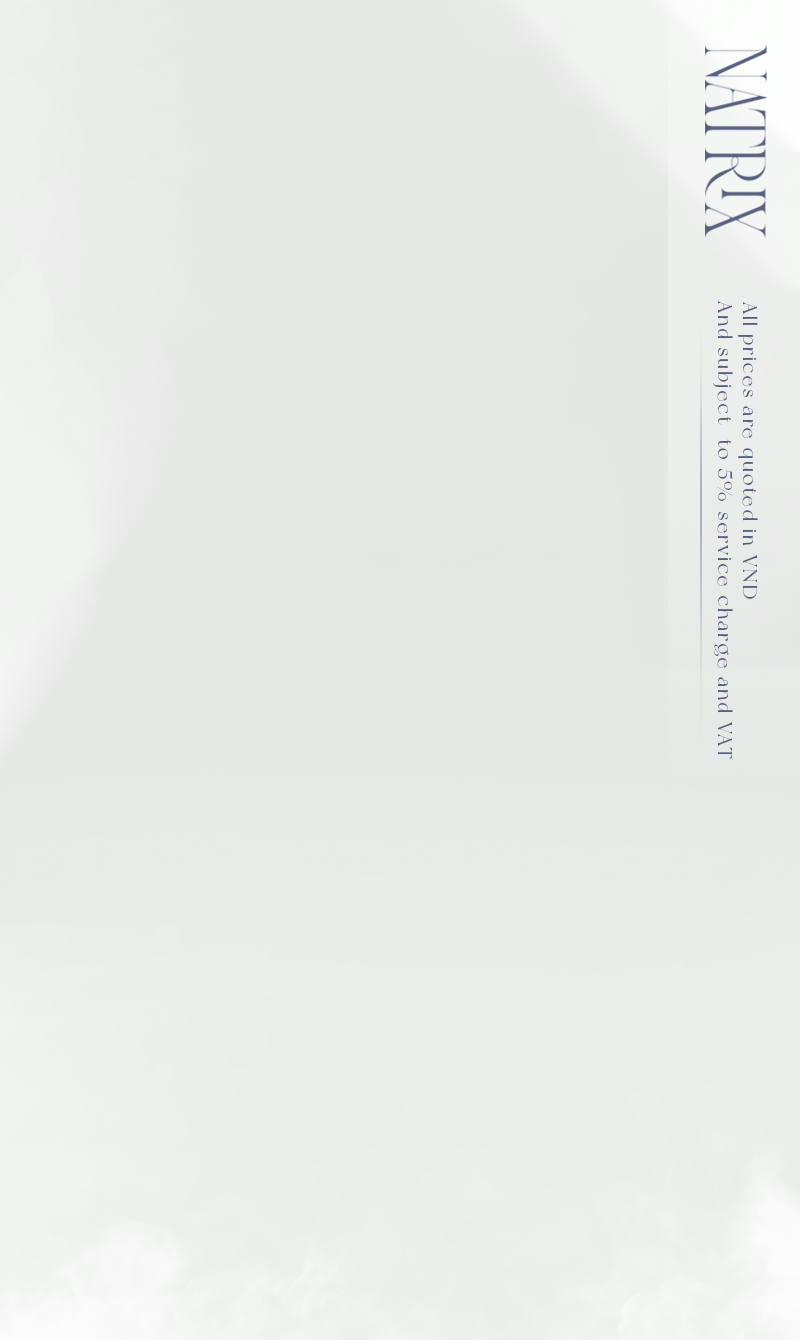 NATRIX
All prices are quoted in VND
And subject to 5% service charge and VAT